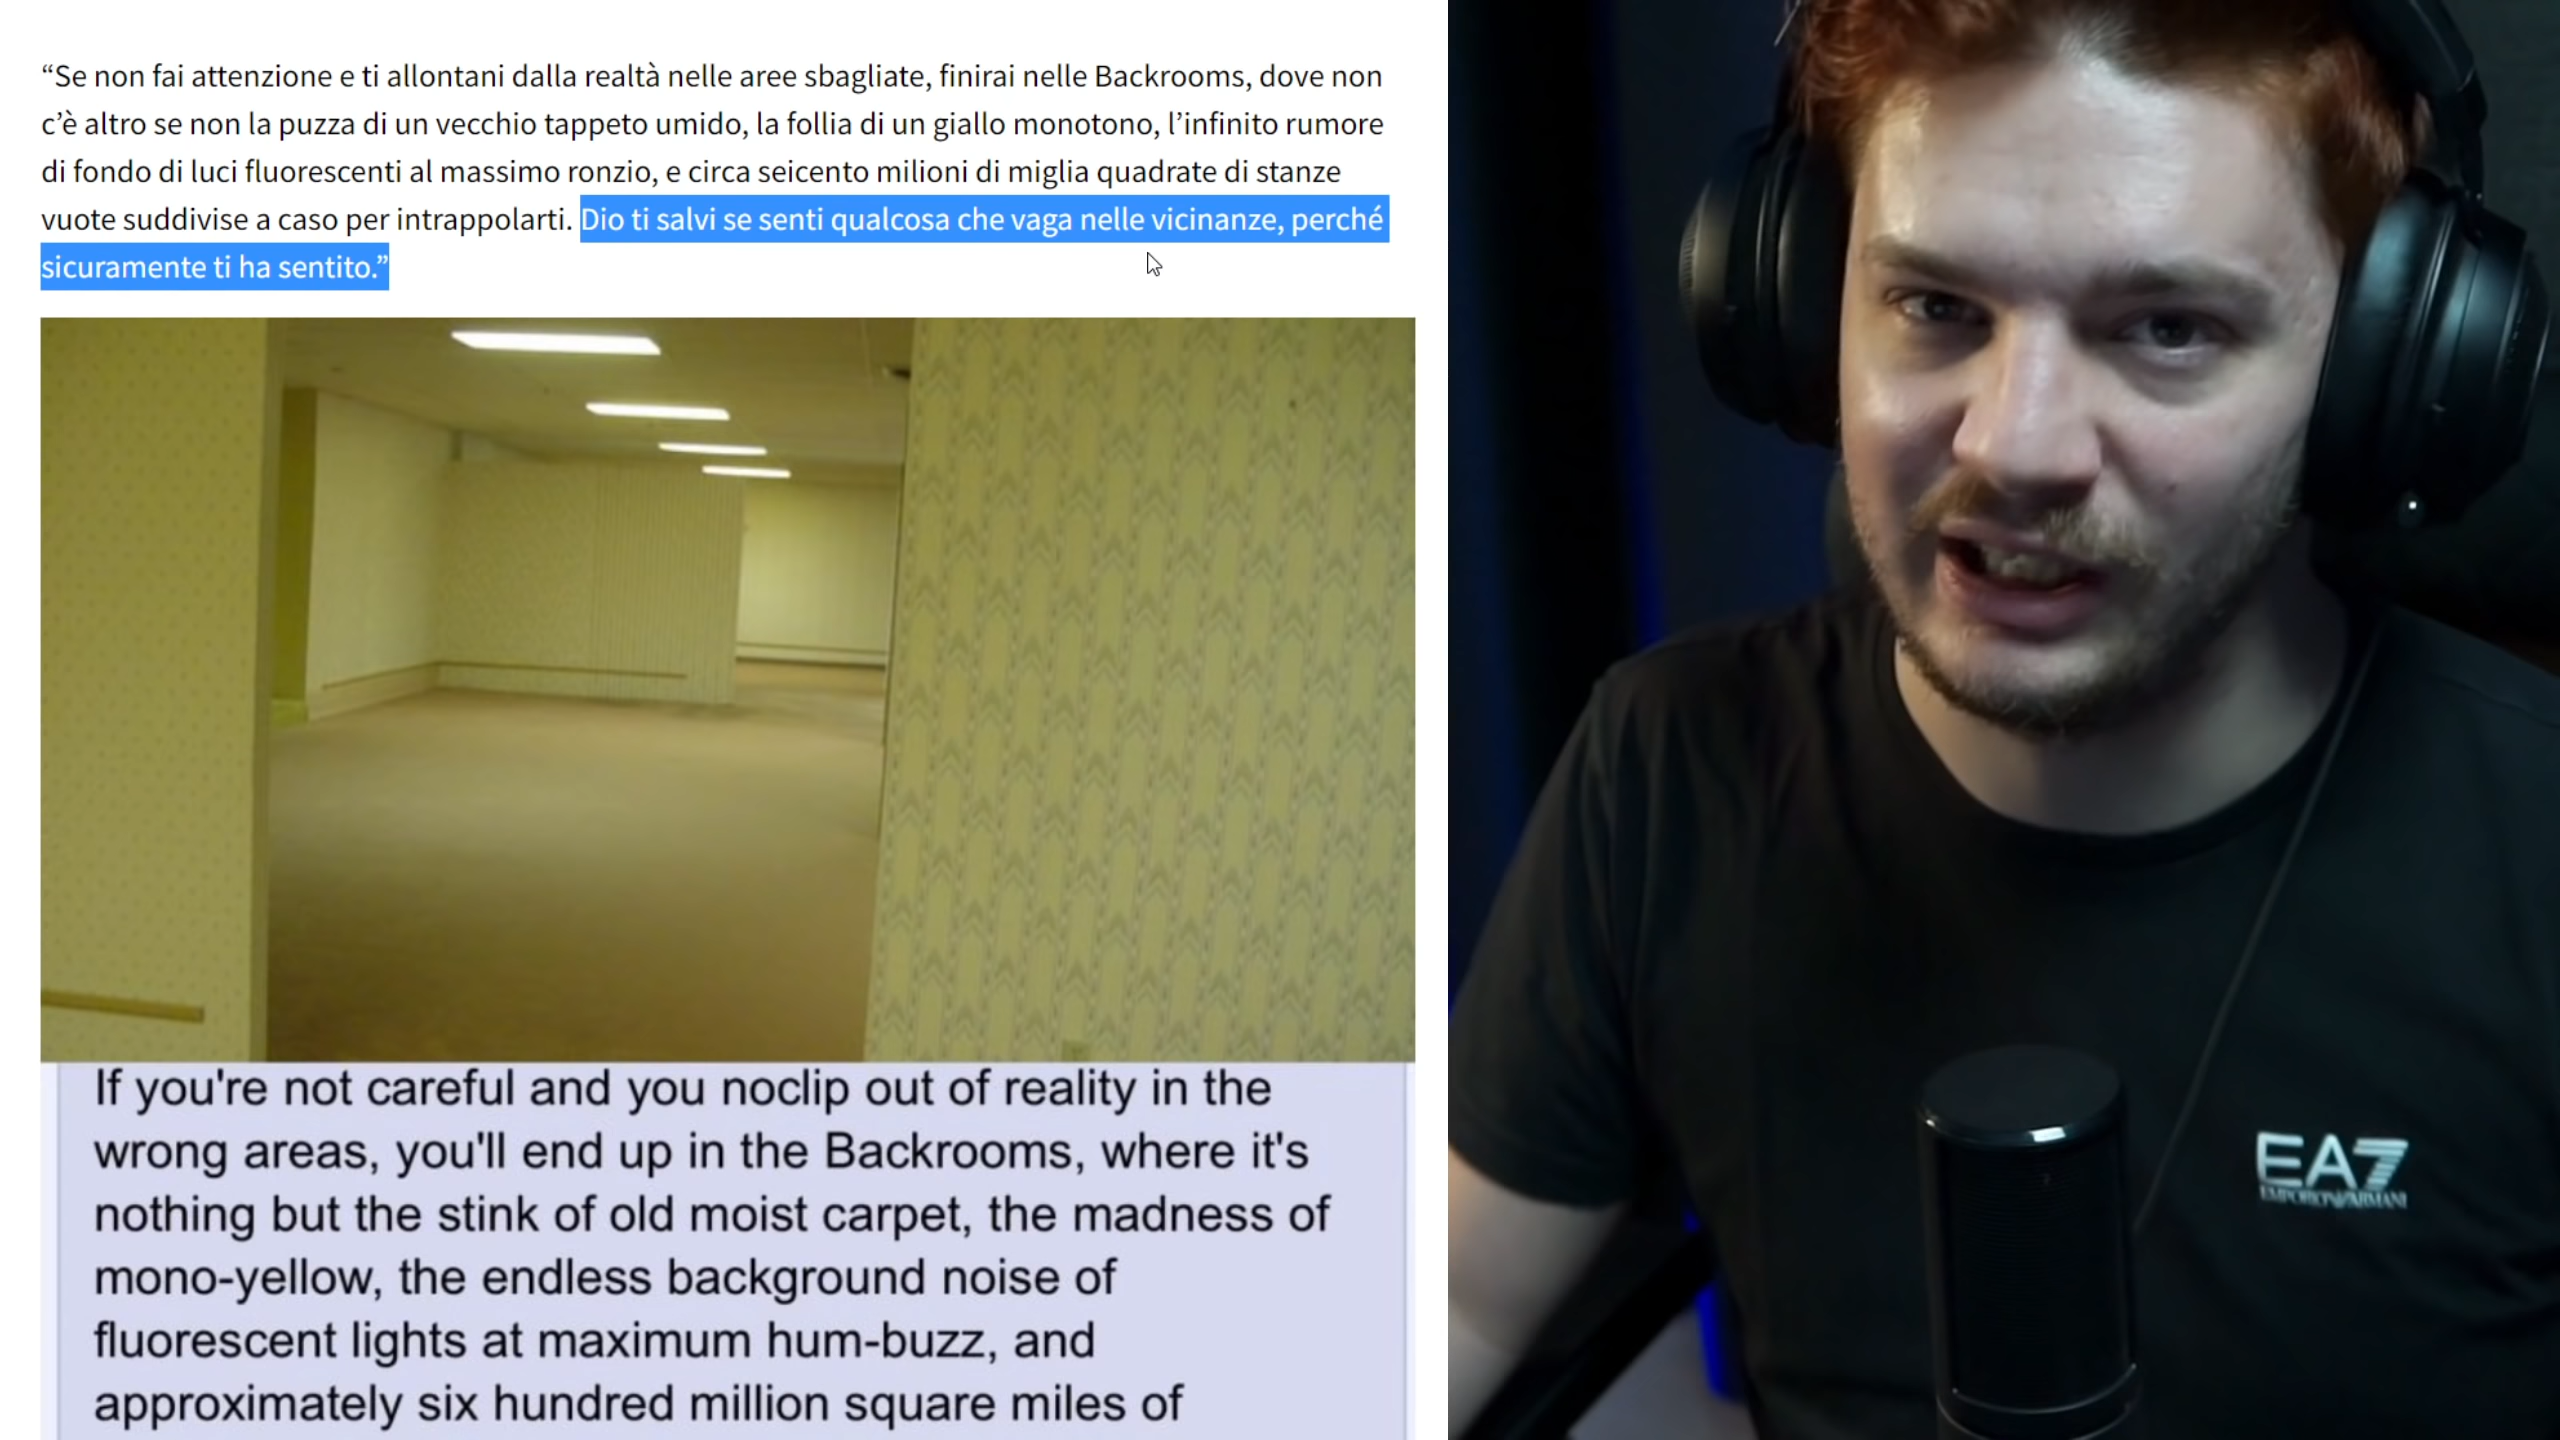 “Se non fai attenzione e ti allontani dalla realtà nelle aree sbagliate, finirai nelle Backrooms, dove non
c’è altro se non la puzza di un vecchio tappeto umido, la follia di un giallo monotono, l’infinito rumore
di fondo di luci fluorescenti al massimo ronzio, e circa seicento milioni di miglia quadrate di stanze
vuote suddivise a caso per intrappolarti. Dio ti salvi se senti qualcosa che vaga nelle vicinanze, perché
sicuramente ti ha sentito.”
If you're not careful and you noclip out of reality in the
wrong areas, you'll end up in the Backrooms, where it's
nothing but the stink of old moist carpet, the madness of
mono-yellow, the endless background noise of
fluorescent lights at maximum hum-buzz, and
approximately six hundred million square miles of
EA7
EMPORIO ARMANI